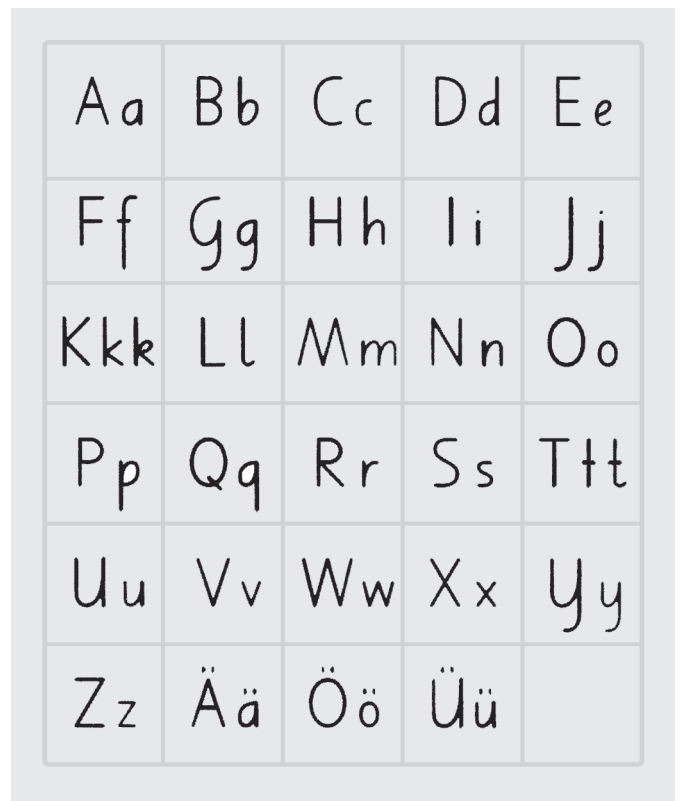 Aa Bb Cc Dd Ee
Ff Gg Hh Ii Jj
Kkk Ll Mm Nn Oo
Pp Qq Rr Ss Ttt
Uu Vv Ww Xx Yy
Zz Ää Öö Üü